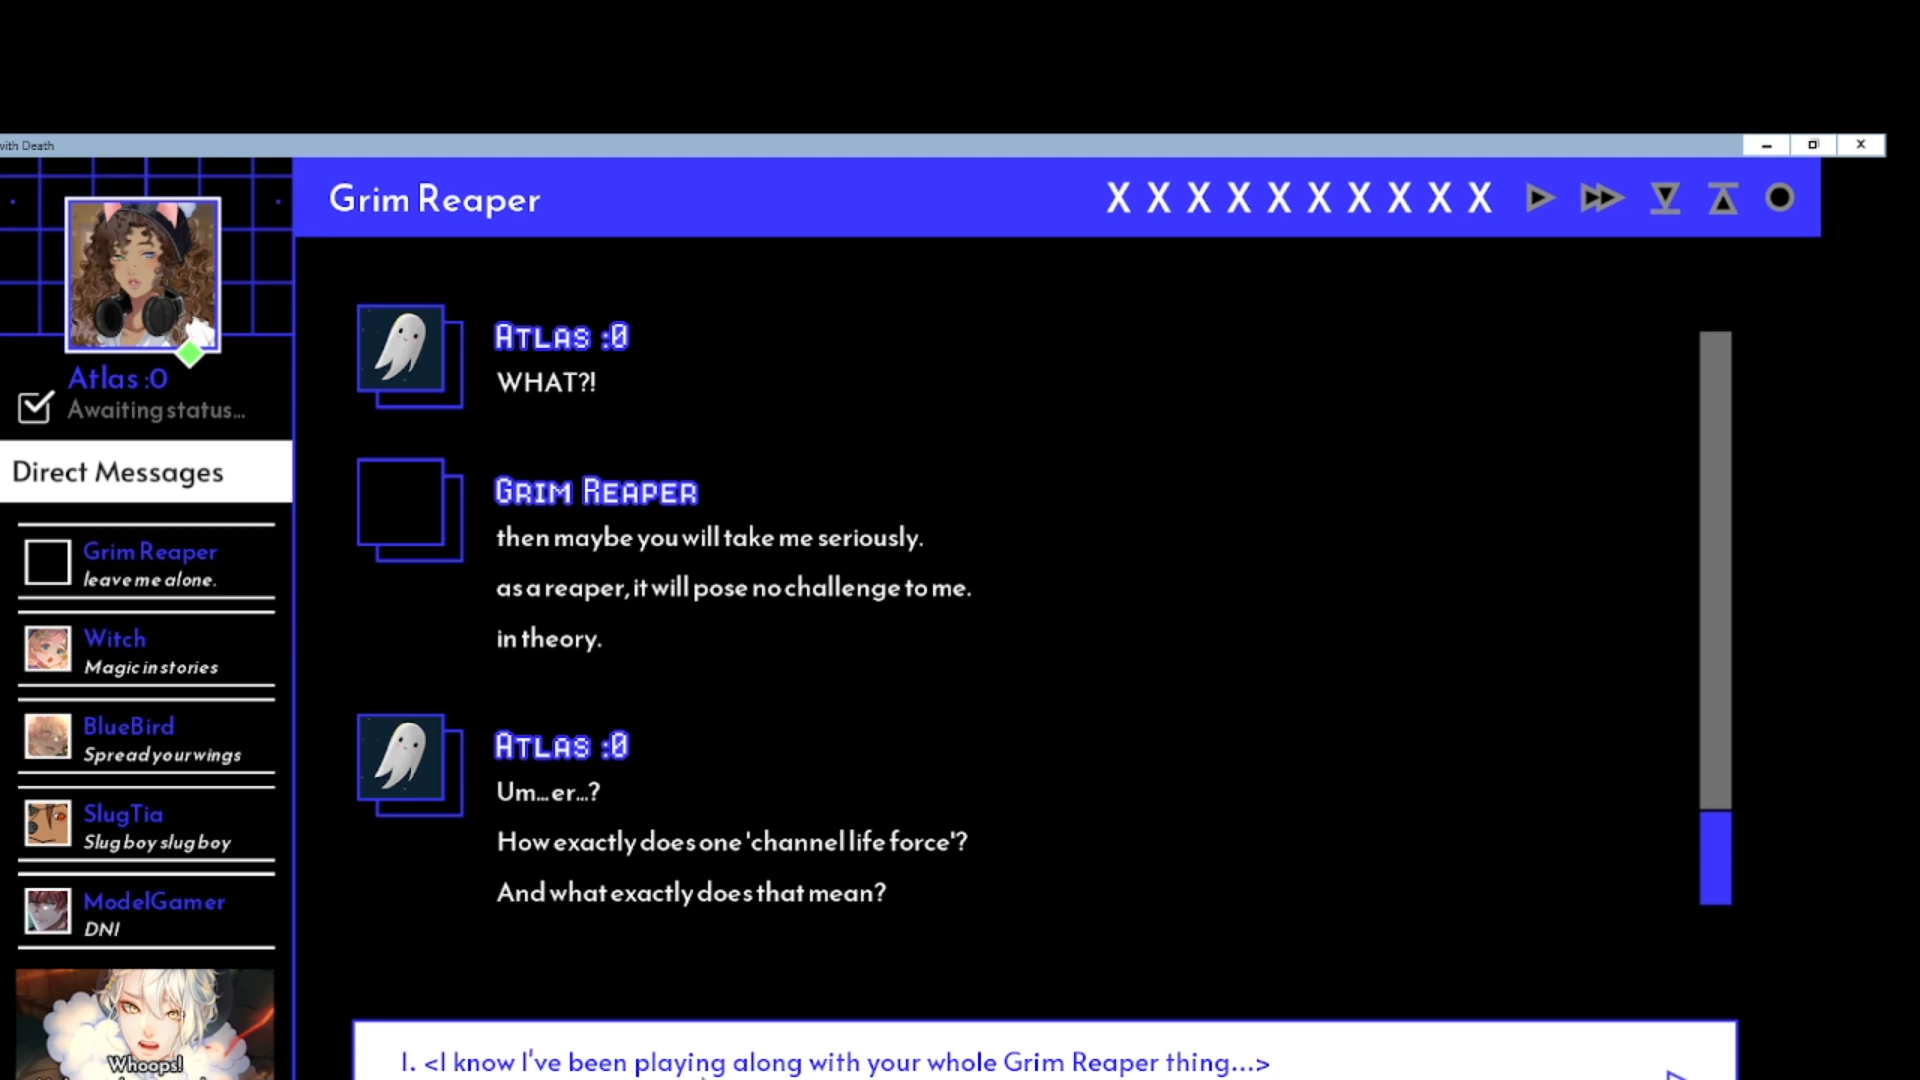 with Death
Grim Reaper
X X X X X X X X X X
Atlas :0
Awaiting status...
Direct Messages
Grim Reaper
leave me alone.
Witch
Magic in stories
BlueBird
Spread your wings
SlugTia
Slug boy slug boy
ModelGamer
DNI
Whoops!
Atlas :0
WHAT?!
Grim Reaper
then maybe you will take me seriously.
as a reaper, it will pose no challenge to me.
in theory.
Atlas :0
Um...er...?
How exactly does one 'channel life force'?
And what exactly does that mean?
1. <I know I've been playing along with your whole Grim Reaper thing...>